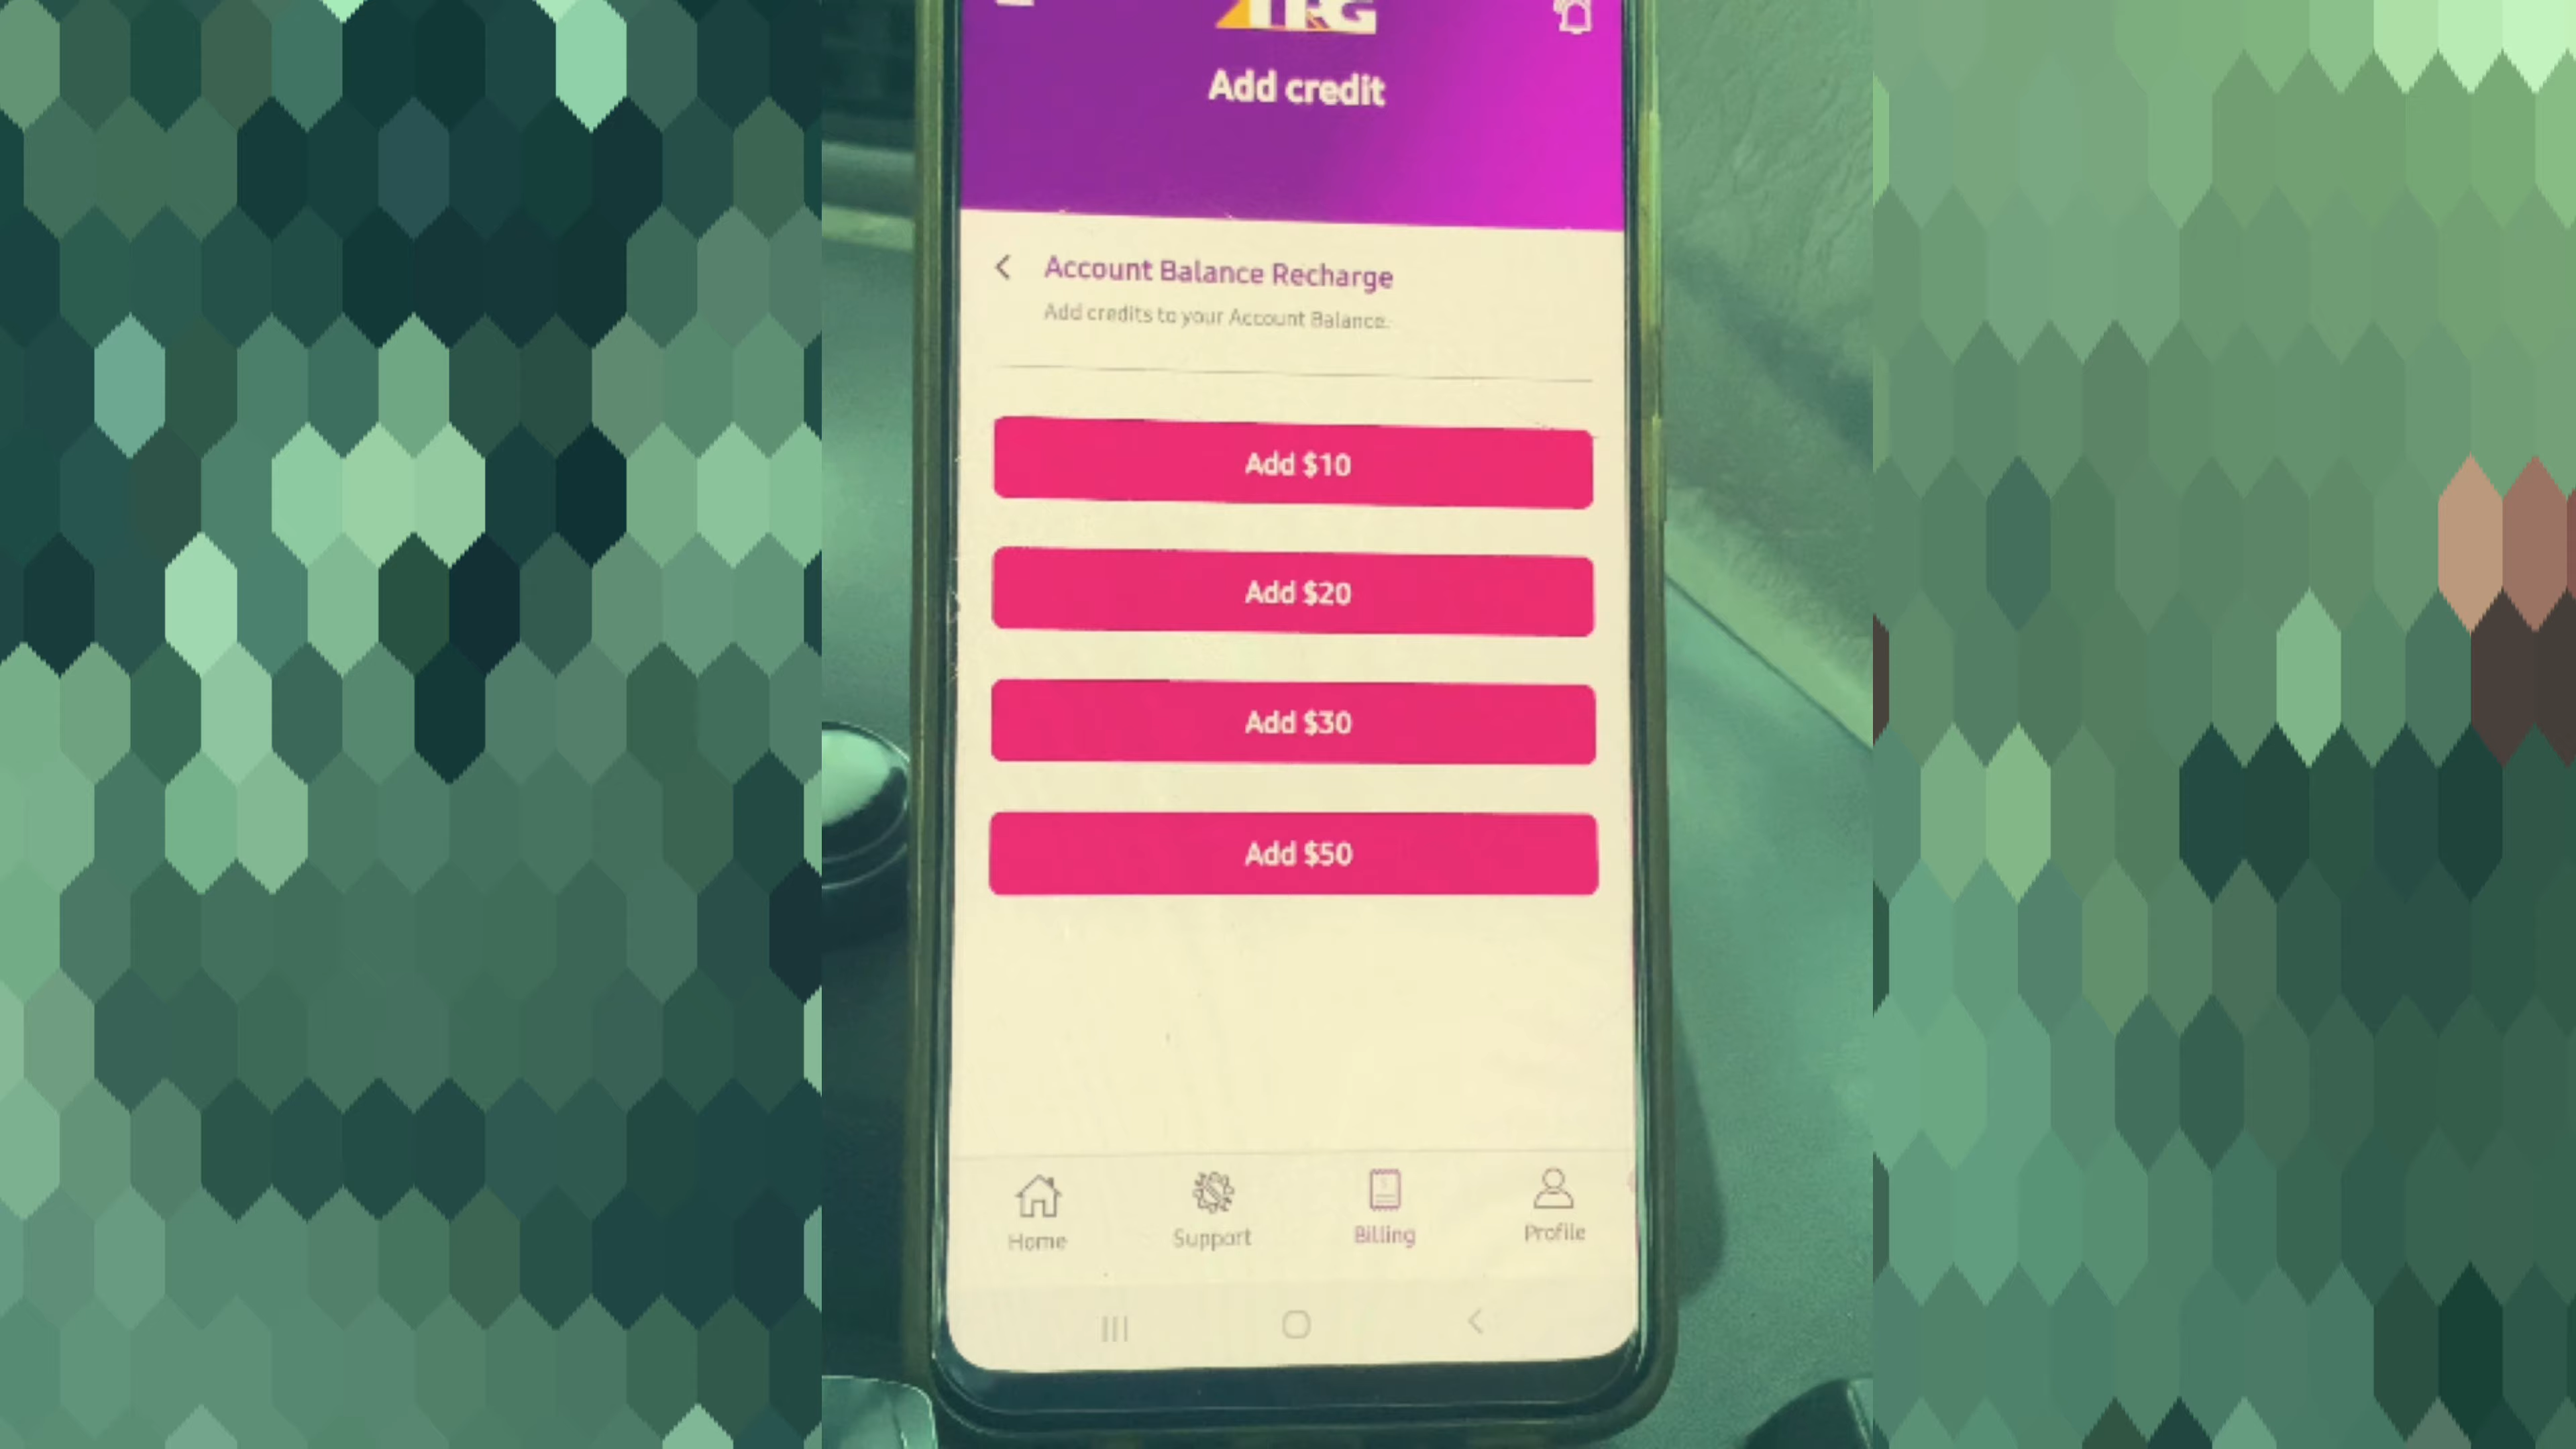 TPG
Add credit
Account Balance Recharge
Add credits to your Account Balance.
Add $10
Add $20
Add $30
Add $50
Home
Support
Billing
Profile